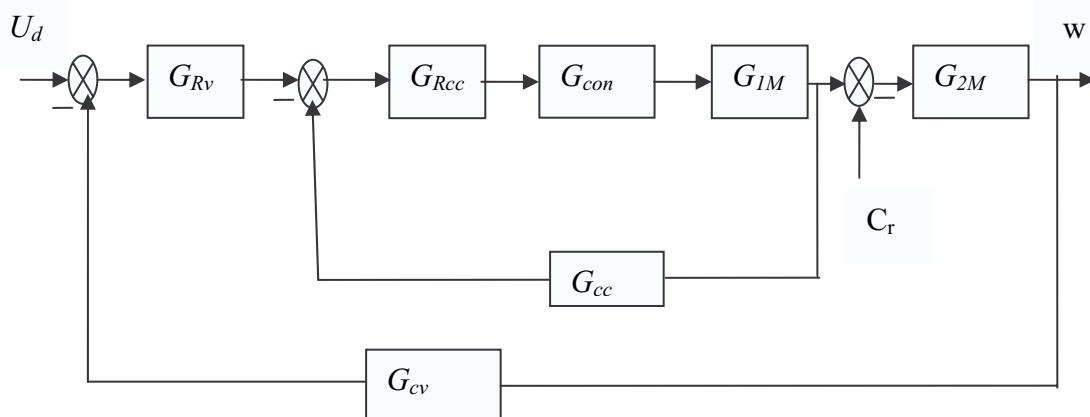 U_d
w
G_Rv
G_Rcc
G_con
G_1M
G_2M
C_r
G_cc
G_cv